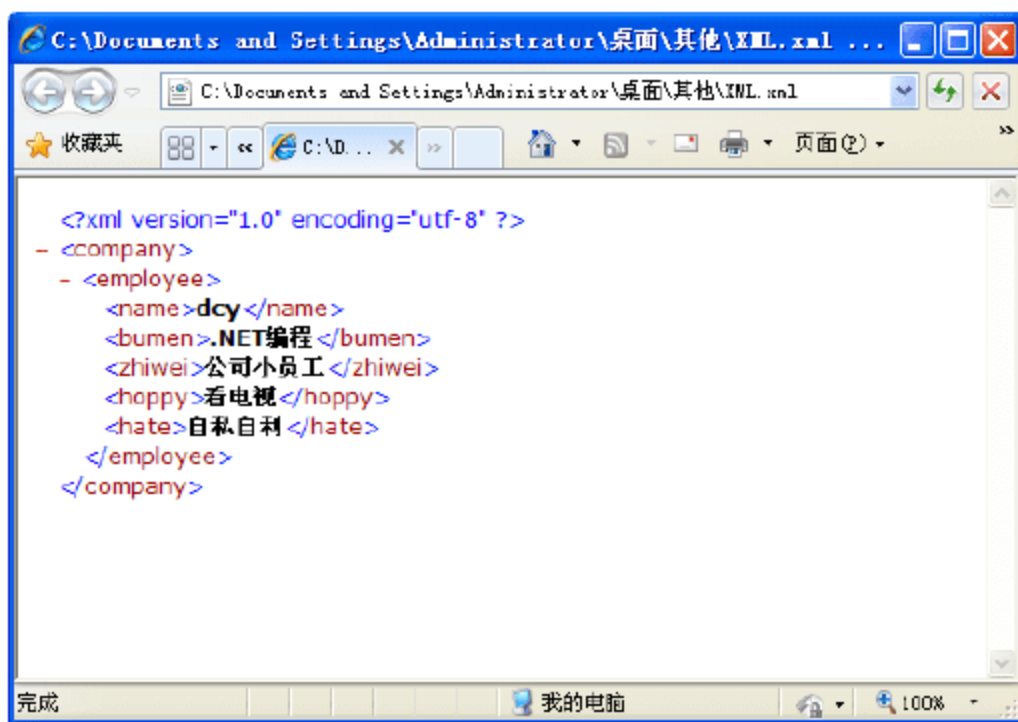 C:\Documents and Settings\Administrator\桌面\其他\XML.xml ...
C:\Documents and Settings\Administrator\桌面\其他\XML.xml
收藏夹 C:\D... 页面(P)
<?xml version="1.0" encoding="utf-8" ?>
- <company>
- <employee>
<name>dcy</name>
<bumen>.NET编程</bumen>
<zhiwei>公司小员工</zhiwei>
<hoppy>看电视</hoppy>
<hate>自私自利</hate>
</employee>
</company>
完成 我的电脑 100%